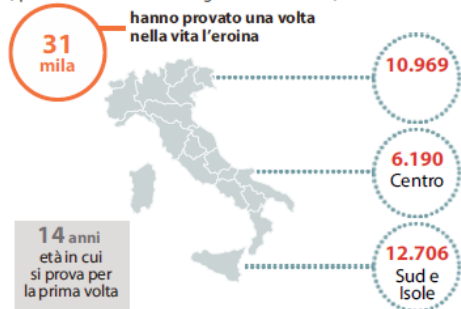 hanno provato una volta
nella vita l'eroina
31
mila
10.969
6.190
Centro
14 anni
età in cui
si prova per
la prima volta
12.706
Sud e
Isole